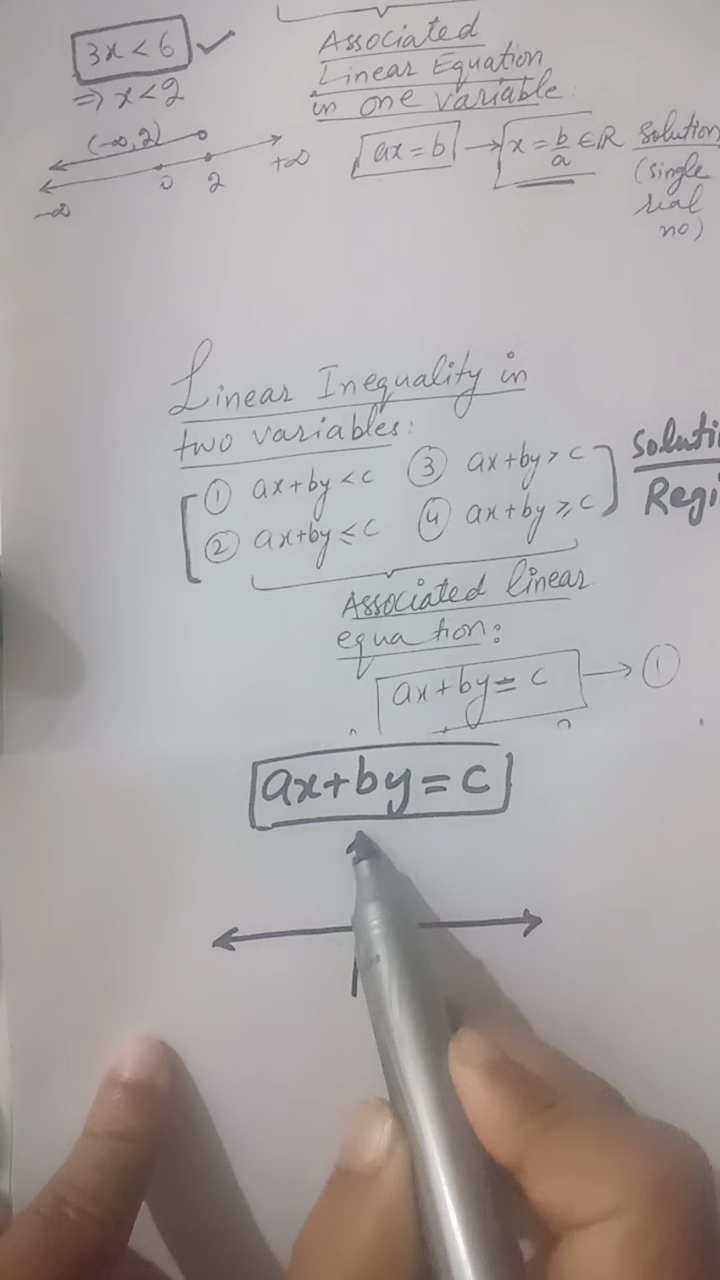 3x < 6 ✓
⇒ x < 2
(-∞, 2)
-∞ 0 2 +∞
Associated
Linear Equation
in one variable:
ax = b → x = b/a ∈ ℝ Solution
(single
real
no)
Linear Inequality in
two variables:
① ax+by < c ③ ax+by > c
② ax+by ≤ c ④ ax+by ≥ c
Associated linear
equation:
ax+by = c → ①
ax+by = c